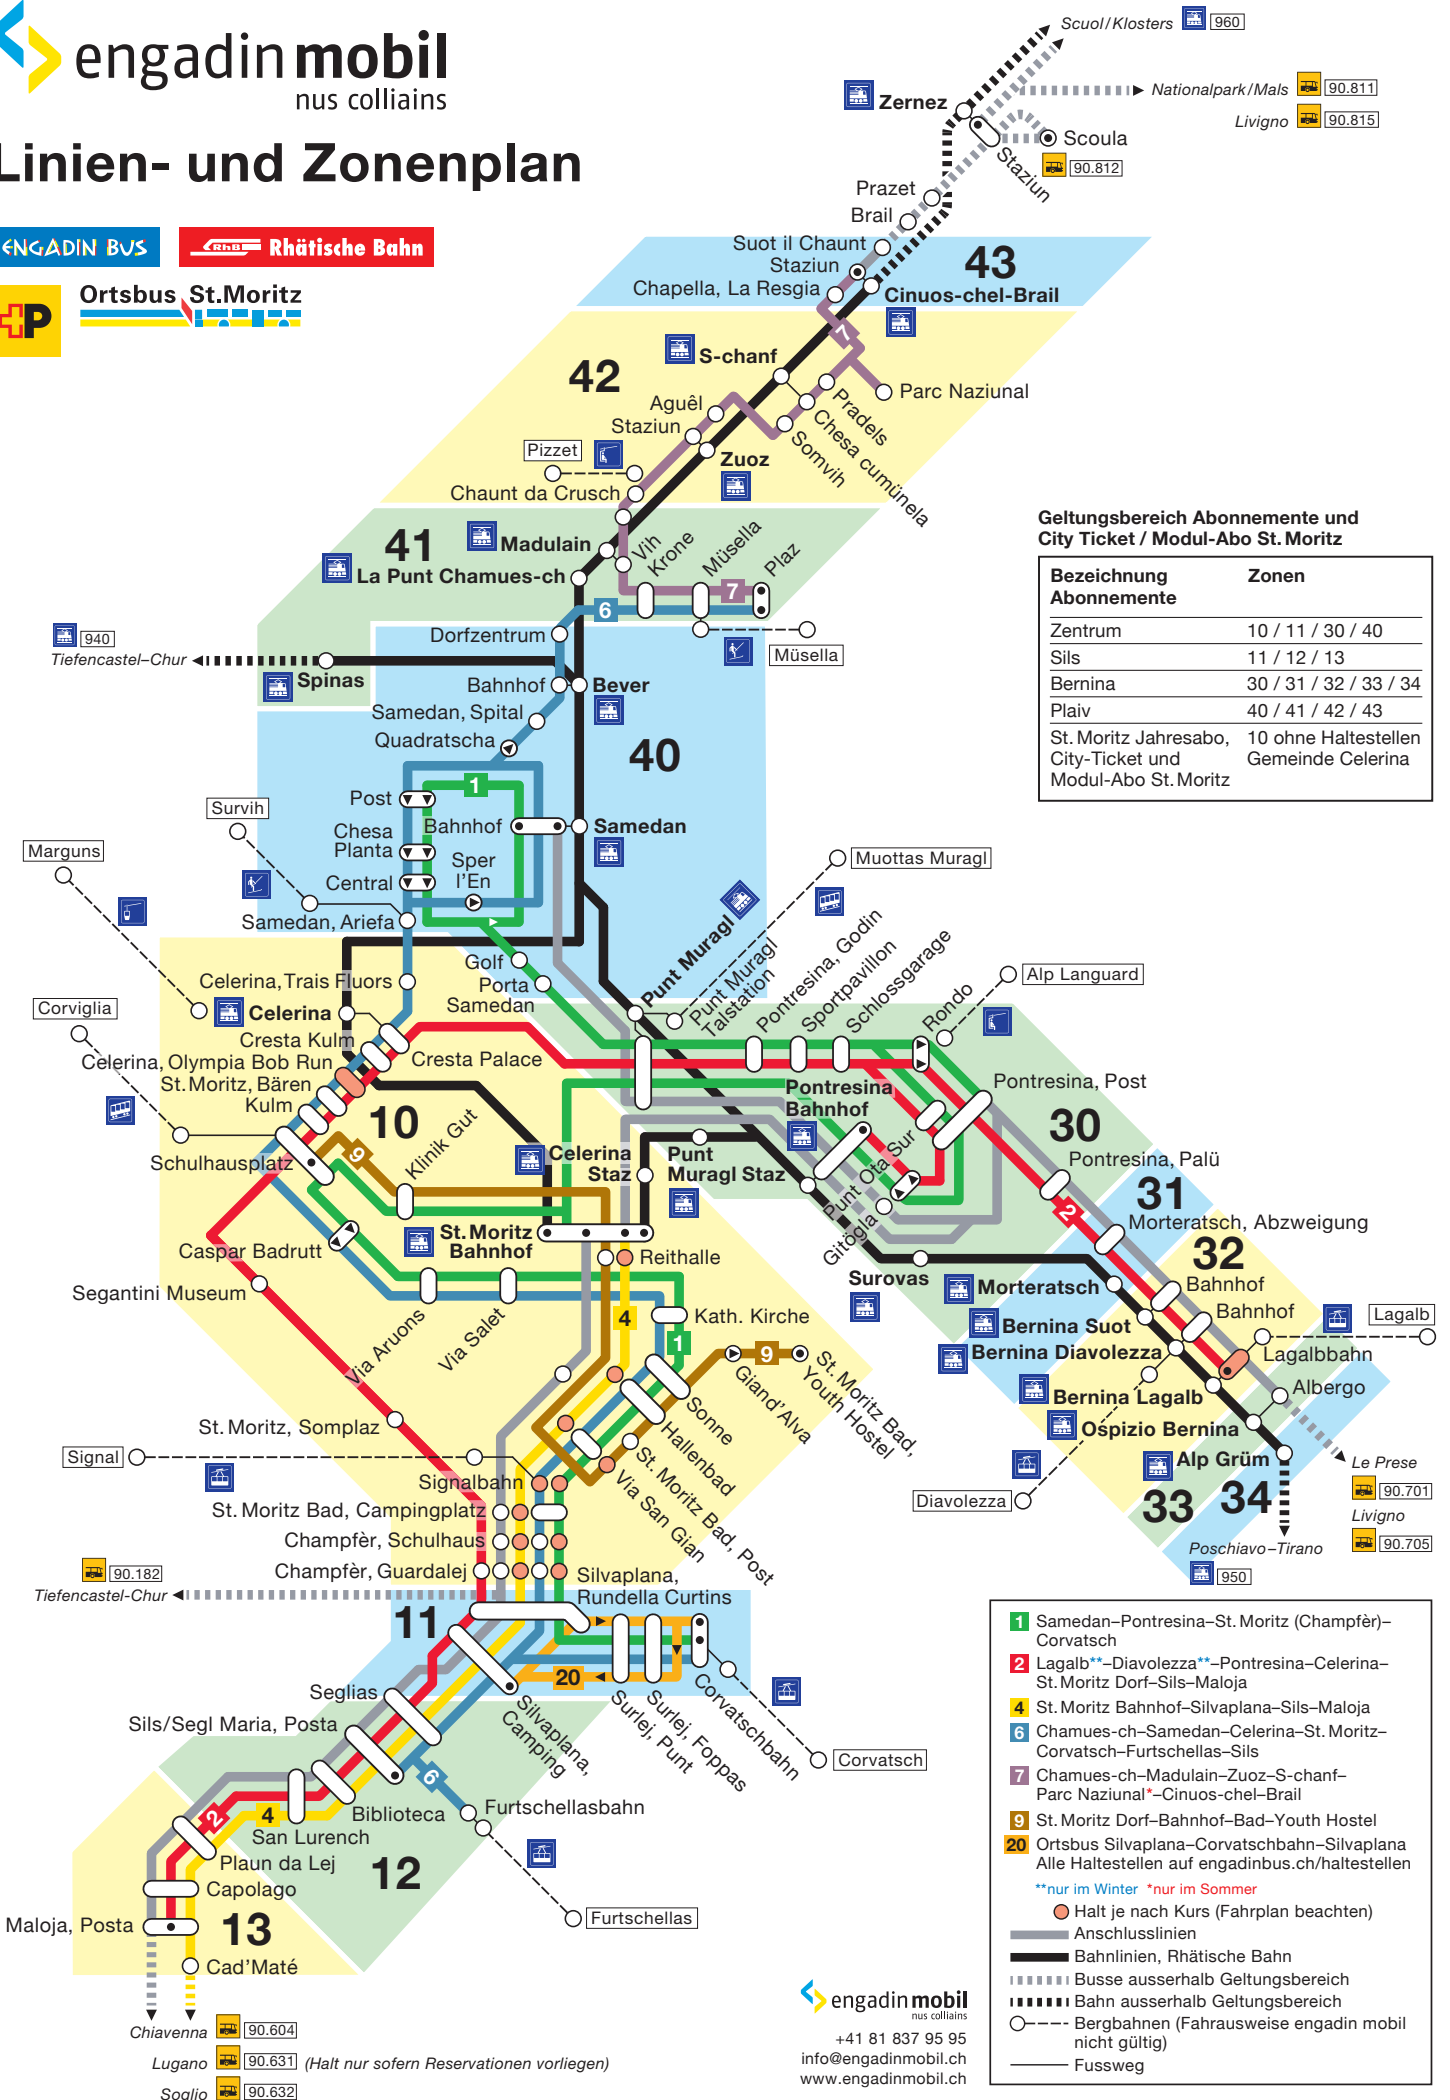 engadin mobil
nus colliains
Linien- und Zonenplan
ENGADIN BUS
RhB Rhätische Bahn
P
Ortsbus St.Moritz
Scuol/Klosters 960
Nationalpark/Mals 90.811
Livigno 90.815
Zernez
Scoula
90.812
Staziun
Prazet
Brail
Suot il Chaunt
Staziun
Chapella, La Resgia
43
Cinuos-chel-Brail
7
S-chanf
42
Parc Naziunal
Aguêl
Staziun
Pradels
Chesa cumünela
Somvih
Zuoz
Pizzet
Chaunt da Crusch
41
Madulain
La Punt Chamues-ch
Vih
Krone
Müsella
Plaz
7
6
Müsella
940
Tiefencastel–Chur
Spinas
Dorfzentrum
Bahnhof
Bever
Samedan, Spital
Quadratscha
40
1
Post
Chesa
Planta
Central
Bahnhof
Sper
l'En
Samedan
Survih
Marguns
Samedan, Ariefa
Corviglia
Golf
Porta
Samedan
Punt Muragl
Punt Muragl
Talstation
Muottas Muragl
Pontresina, Godin
Sportpavillon
Schlossgarage
Rondo
Alp Languard
Geltungsbereich Abonnemente und
City Ticket / Modul-Abo St. Moritz
Bezeichnung
Abonnemente
Zonen
Zentrum 10 / 11 / 30 / 40
Sils 11 / 12 / 13
Bernina 30 / 31 / 32 / 33 / 34
Plaiv 40 / 41 / 42 / 43
St. Moritz Jahresabo,
City-Ticket und
Modul-Abo St. Moritz
10 ohne Haltestellen
Gemeinde Celerina
Celerina, Trais Fluors
Celerina
Cresta Kulm
Cresta Palace
Celerina, Olympia Bob Run
St. Moritz, Bären
Kulm
10
Schulhausplatz
9
Klinik Gut
Celerina
Staz
Punt
Muragl Staz
Pontresina
Bahnhof
Pontresina, Post
30
Punt Ota Sur
Gitögla
Pontresina, Palü
31
2
Morteratsch, Abzweigung
32
St. Moritz
Bahnhof
Caspar Badrutt
Segantini Museum
Reithalle
Surovas
Morteratsch
Bahnhof
Bernina Suot
Bahnhof
Bernina Diavolezza
Lagalb
Lagalbbahn
Bernina Lagalb
Albergo
Ospizio Bernina
Alp Grüm
33
34
Diavolezza
Le Prese
90.701
Livigno
90.705
Poschiavo–Tirano
950
Via Aruons
Via Salet
4
Kath. Kirche
1
9
Giand'Alva
St. Moritz Bad,
Youth Hostel
Sonne
Hallenbad
St. Moritz Bad, Post
Via San Gian
St. Moritz, Somplaz
Signal
Signalbahn
St. Moritz Bad, Campingplatz
Champfèr, Schulhaus
Champfèr, Guardalej
90.182
Tiefencastel-Chur
Silvaplana,
Rundella Curtins
11
20
Seglias
Sils/Segl Maria, Posta
Silvaplana,
Camping
Surlej, Punt
Surlej, Foppas
Corvatschbahn
Corvatsch
6
Furtschellasbahn
2
4
Biblioteca
San Lurench
Plaun da Lej
12
Capolago
Maloja, Posta
13
Cad'Maté
Furtschellas
Chiavenna 90.604
Lugano 90.631 (Halt nur sofern Reservationen vorliegen)
Soglio 90.632
engadin mobil
nus colliains
+41 81 837 95 95
info@engadinmobil.ch
www.engadinmobil.ch
1 Samedan–Pontresina–St. Moritz (Champfèr)–
Corvatsch
2 Lagalb**–Diavolezza**–Pontresina–Celerina–
St. Moritz Dorf–Sils–Maloja
4 St. Moritz Bahnhof–Silvaplana–Sils–Maloja
6 Chamues-ch–Samedan–Celerina–St. Moritz–
Corvatsch–Furtschellas–Sils
7 Chamues-ch–Madulain–Zuoz–S-chanf–
Parc Naziunal*–Cinuos-chel–Brail
9 St. Moritz Dorf–Bahnhof–Bad–Youth Hostel
20 Ortsbus Silvaplana–Corvatschbahn–Silvaplana
Alle Haltestellen auf engadinbus.ch/haltestellen
**nur im Winter *nur im Sommer
Halt je nach Kurs (Fahrplan beachten)
Anschlusslinien
Bahnlinien, Rhätische Bahn
Busse ausserhalb Geltungsbereich
Bahn ausserhalb Geltungsbereich
Bergbahnen (Fahrausweise engadin mobil
nicht gültig)
Fussweg